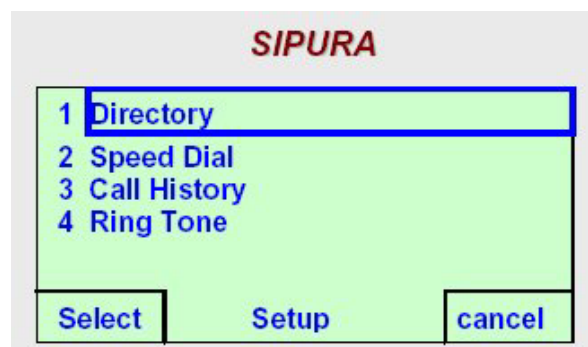 SIPURA
1 Directory
2 Speed Dial
3 Call History
4 Ring Tone
Select Setup cancel